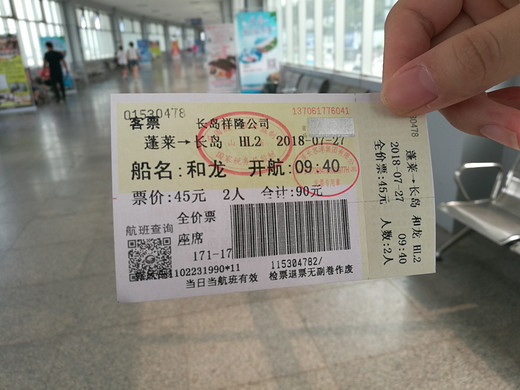 01530478
13706177604
客票 长岛祥隆公司
蓬莱→长岛 HL2 2018-07-27
船名:和龙 开航:09:40
票价:45元 2人 合计:90元
全价票
航班查询
座席
171-17
115304782/
1102231990*11
当日当航班有效 检票退票无副卷作废
01530478
蓬莱→长岛 和龙 HL2
2018-07-27 09:40
全价票:45元 人数:2人